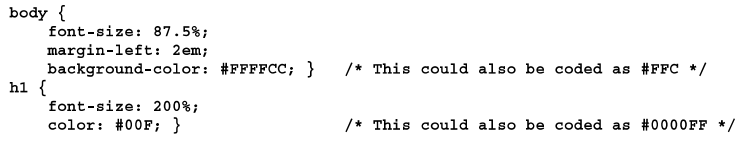 body {
    font-size: 87.5%;
    margin-left: 2em;
    background-color: #FFFFCC; }   /* This could also be coded as #FFC */
h1 {
    font-size: 200%;
    color: #00F; }                 /* This could also be coded as #0000FF */